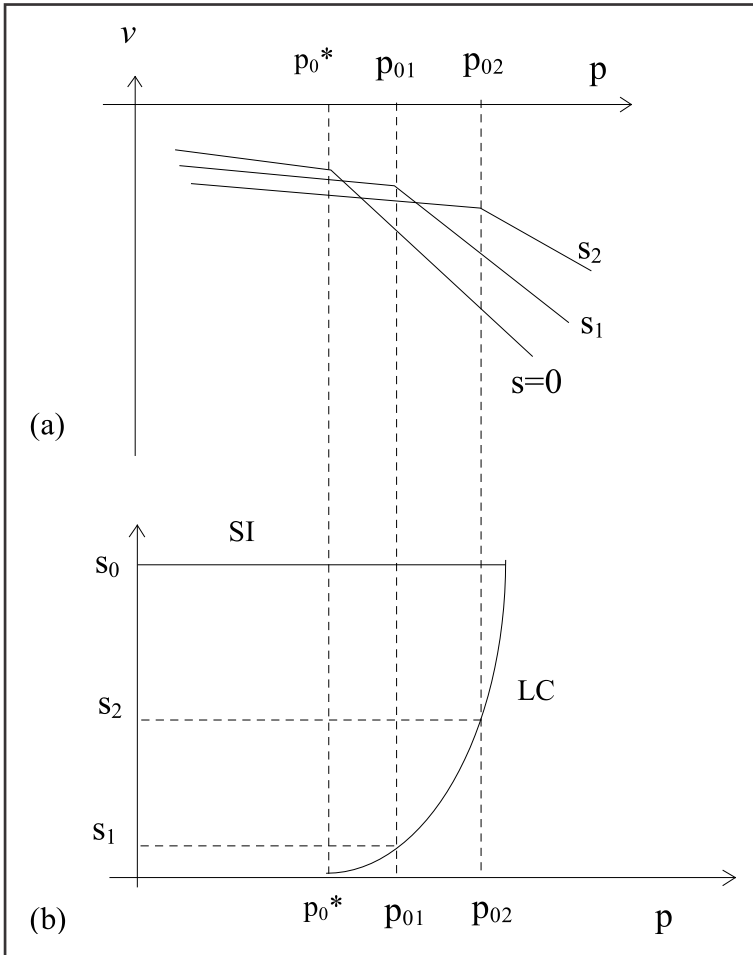 v
p₀* p₀₁ p₀₂ p
s₂
s₁
s=0
(a)
SI
s₀
LC
s₂
s₁
p₀* p₀₁ p₀₂ p
(b)